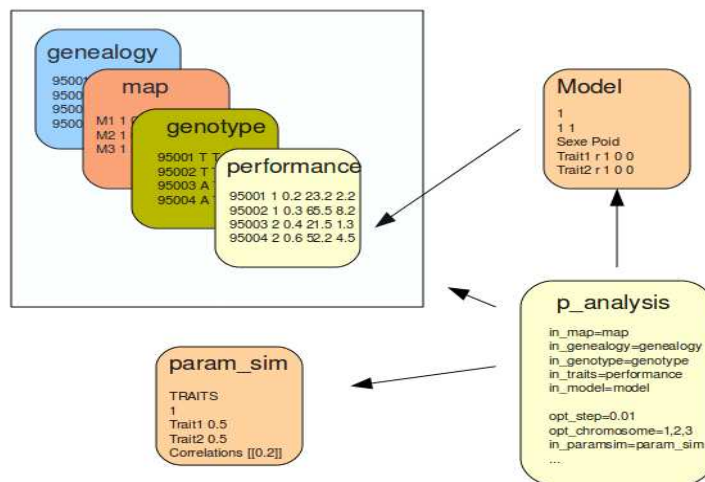 genealogy
95001
9500
9500
9500
map
M1 1 0
M2 1
M3 1
genotype
95001 T T
95002 T T
95003 A T
95004 A T
performance
95001 1 0.2 23.2 2.2
95002 1 0.3 65.5 8.2
95003 2 0.4 21.5 1.3
95004 2 0.6 52.2 4.5
Model
1
1 1
Sexe Poid
Trait1 r 1 0 0
Trait2 r 1 0 0
param_sim
TRAITS
1
Trait1 0.5
Trait2 0.5
Correlations [[0.2]]
p_analysis
in_map=map
in_genealogy=genealogy
in_genotype=genotype
in_traits=performance
in_model=model
opt_step=0.01
opt_chromosome=1,2,3
in_paramsim=param_sim
...